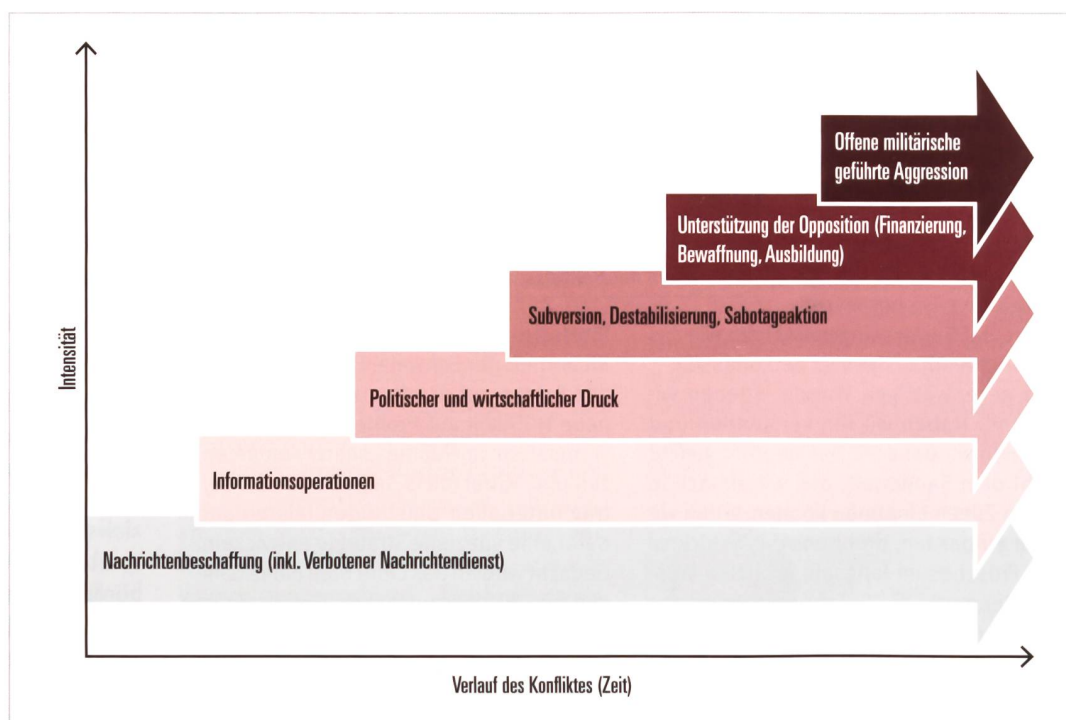 Offene militärische
geführte Aggression
Unterstützung der Opposition (Finanzierung,
Bewaffnung, Ausbildung)
Subversion, Destabilisierung, Sabotageaktion
Politischer und wirtschaftlicher Druck
Informationsoperationen
Nachrichtenbeschaffung (inkl. Verbotener Nachrichtendienst)
Intensität
Verlauf des Konfliktes (Zeit)